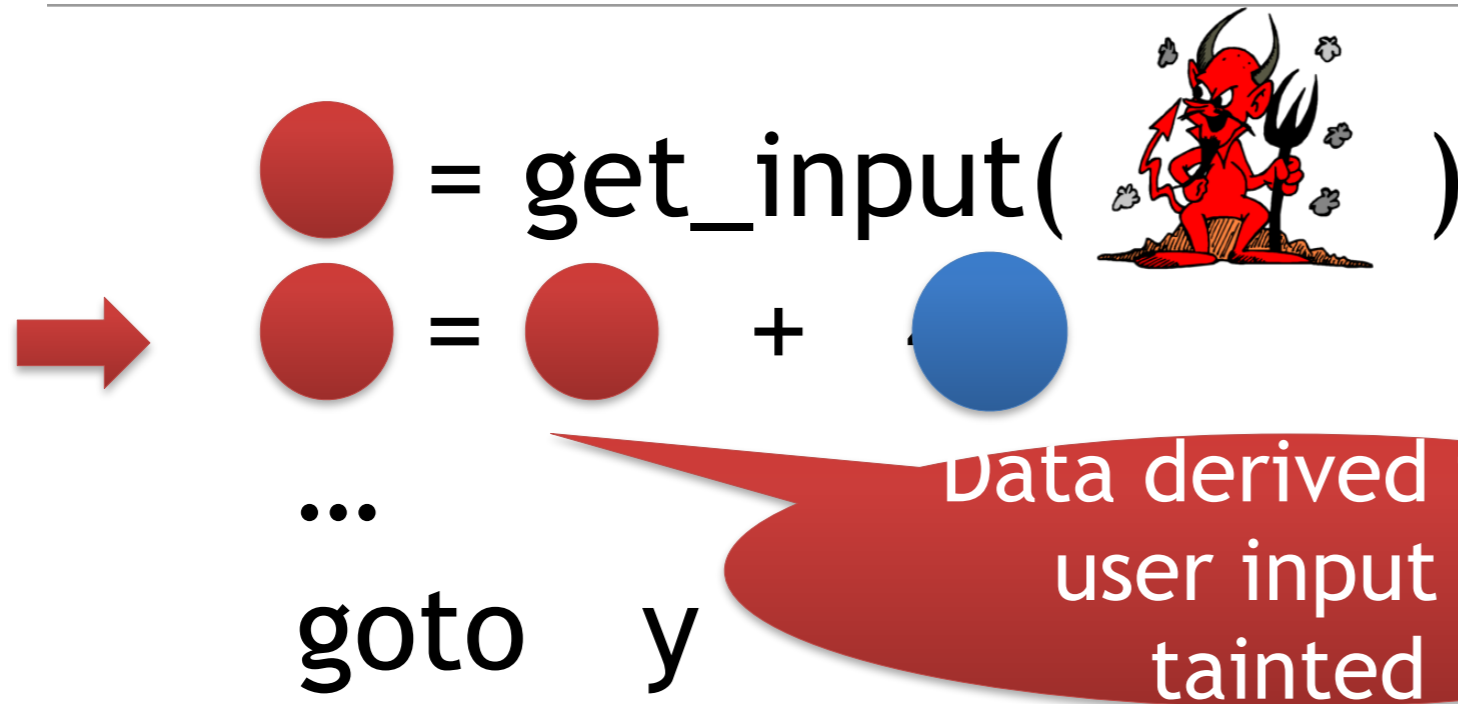 = get_input( )
= +
...
goto y
Data derived
user input
tainted